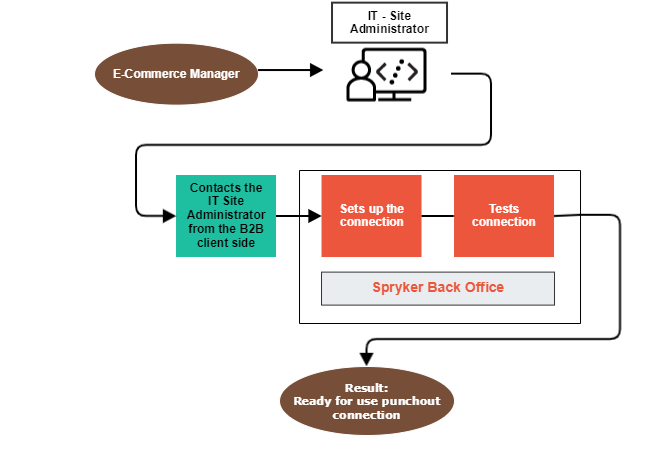 IT - Site
Administrator
E-Commerce Manager
Contacts the
IT Site
Administrator
from the B2B
client side
Sets up the
connection
Tests
connection
Spryker Back Office
Result:
Ready for use punchout
connection